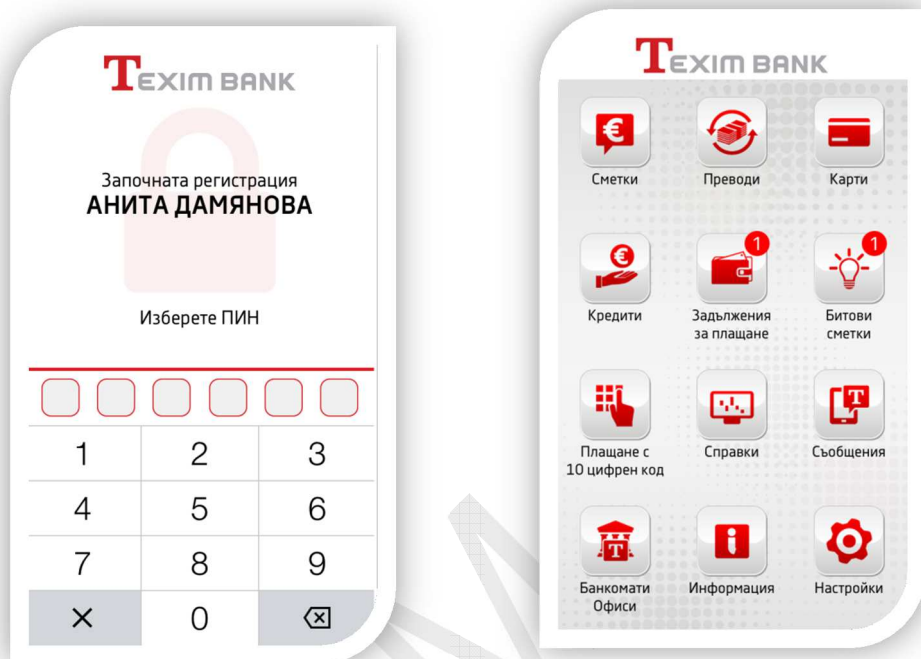 TEXIM BANK
Започната регистрация
АНИТА ДАМЯНОВА
Изберете ПИН
1 2 3
4 5 6
7 8 9
0
TEXIM BANK
Сметки Преводи Карти
1 1
Кредити Задължения за плащане Битови сметки
Плащане с 10 цифрен код Справки Съобщения
T
T
Банкомати Офиси Информация Настройки